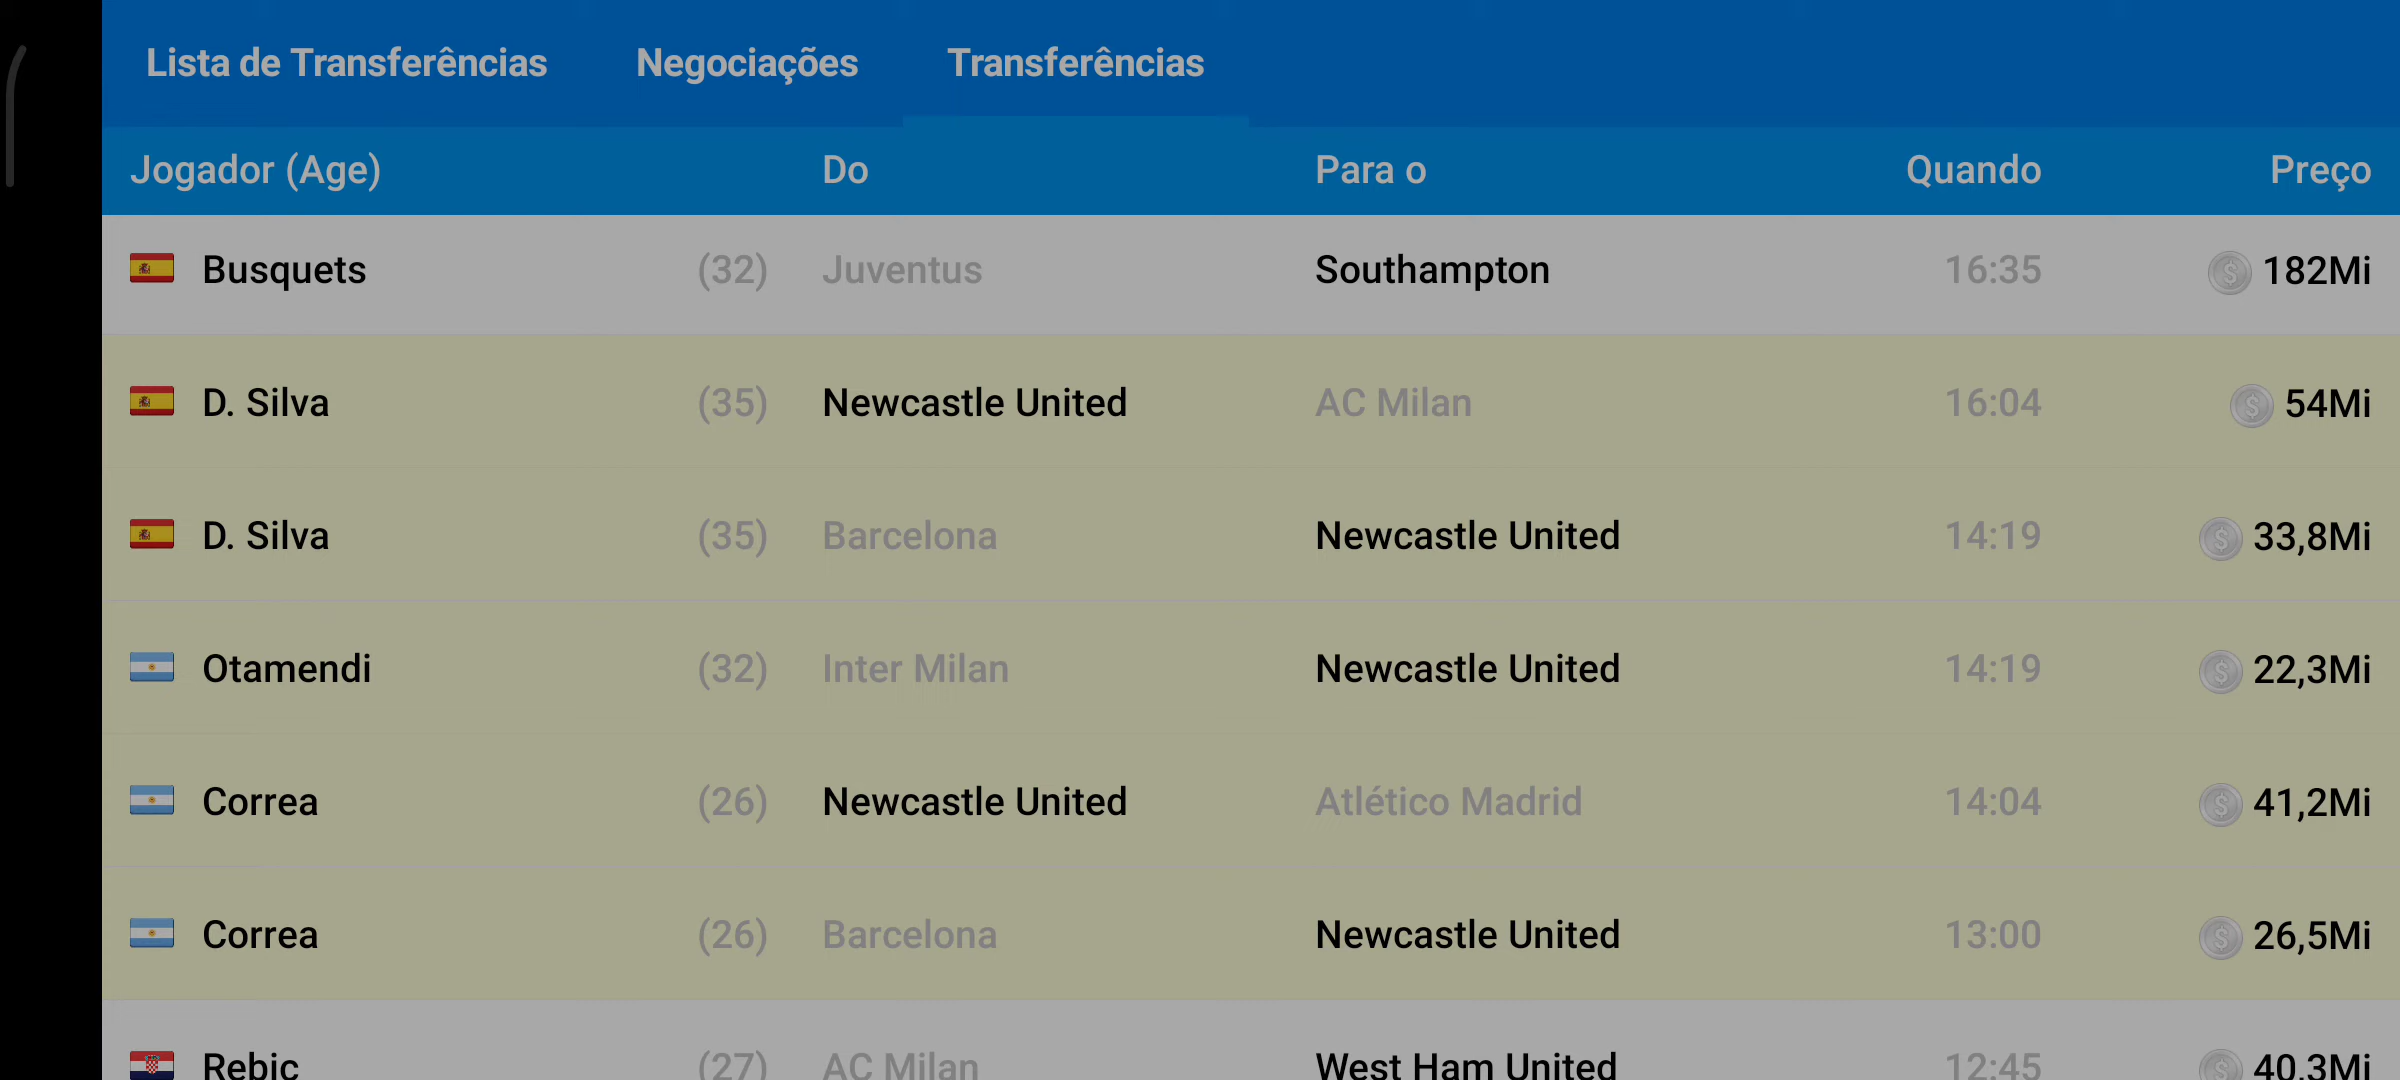 Lista de Transferências Negociações Transferências
Jogador (Age) Do Para o Quando Preço
Busquets (32) Juventus Southampton 16:35 182Mi
D. Silva (35) Newcastle United AC Milan 16:04 54Mi
D. Silva (35) Barcelona Newcastle United 14:19 33,8Mi
Otamendi (32) Inter Milan Newcastle United 14:19 22,3Mi
Correa (26) Newcastle United Atlético Madrid 14:04 41,2Mi
Correa (26) Barcelona Newcastle United 13:00 26,5Mi
Rebic (27) AC Milan West Ham United 12:45 40,3Mi